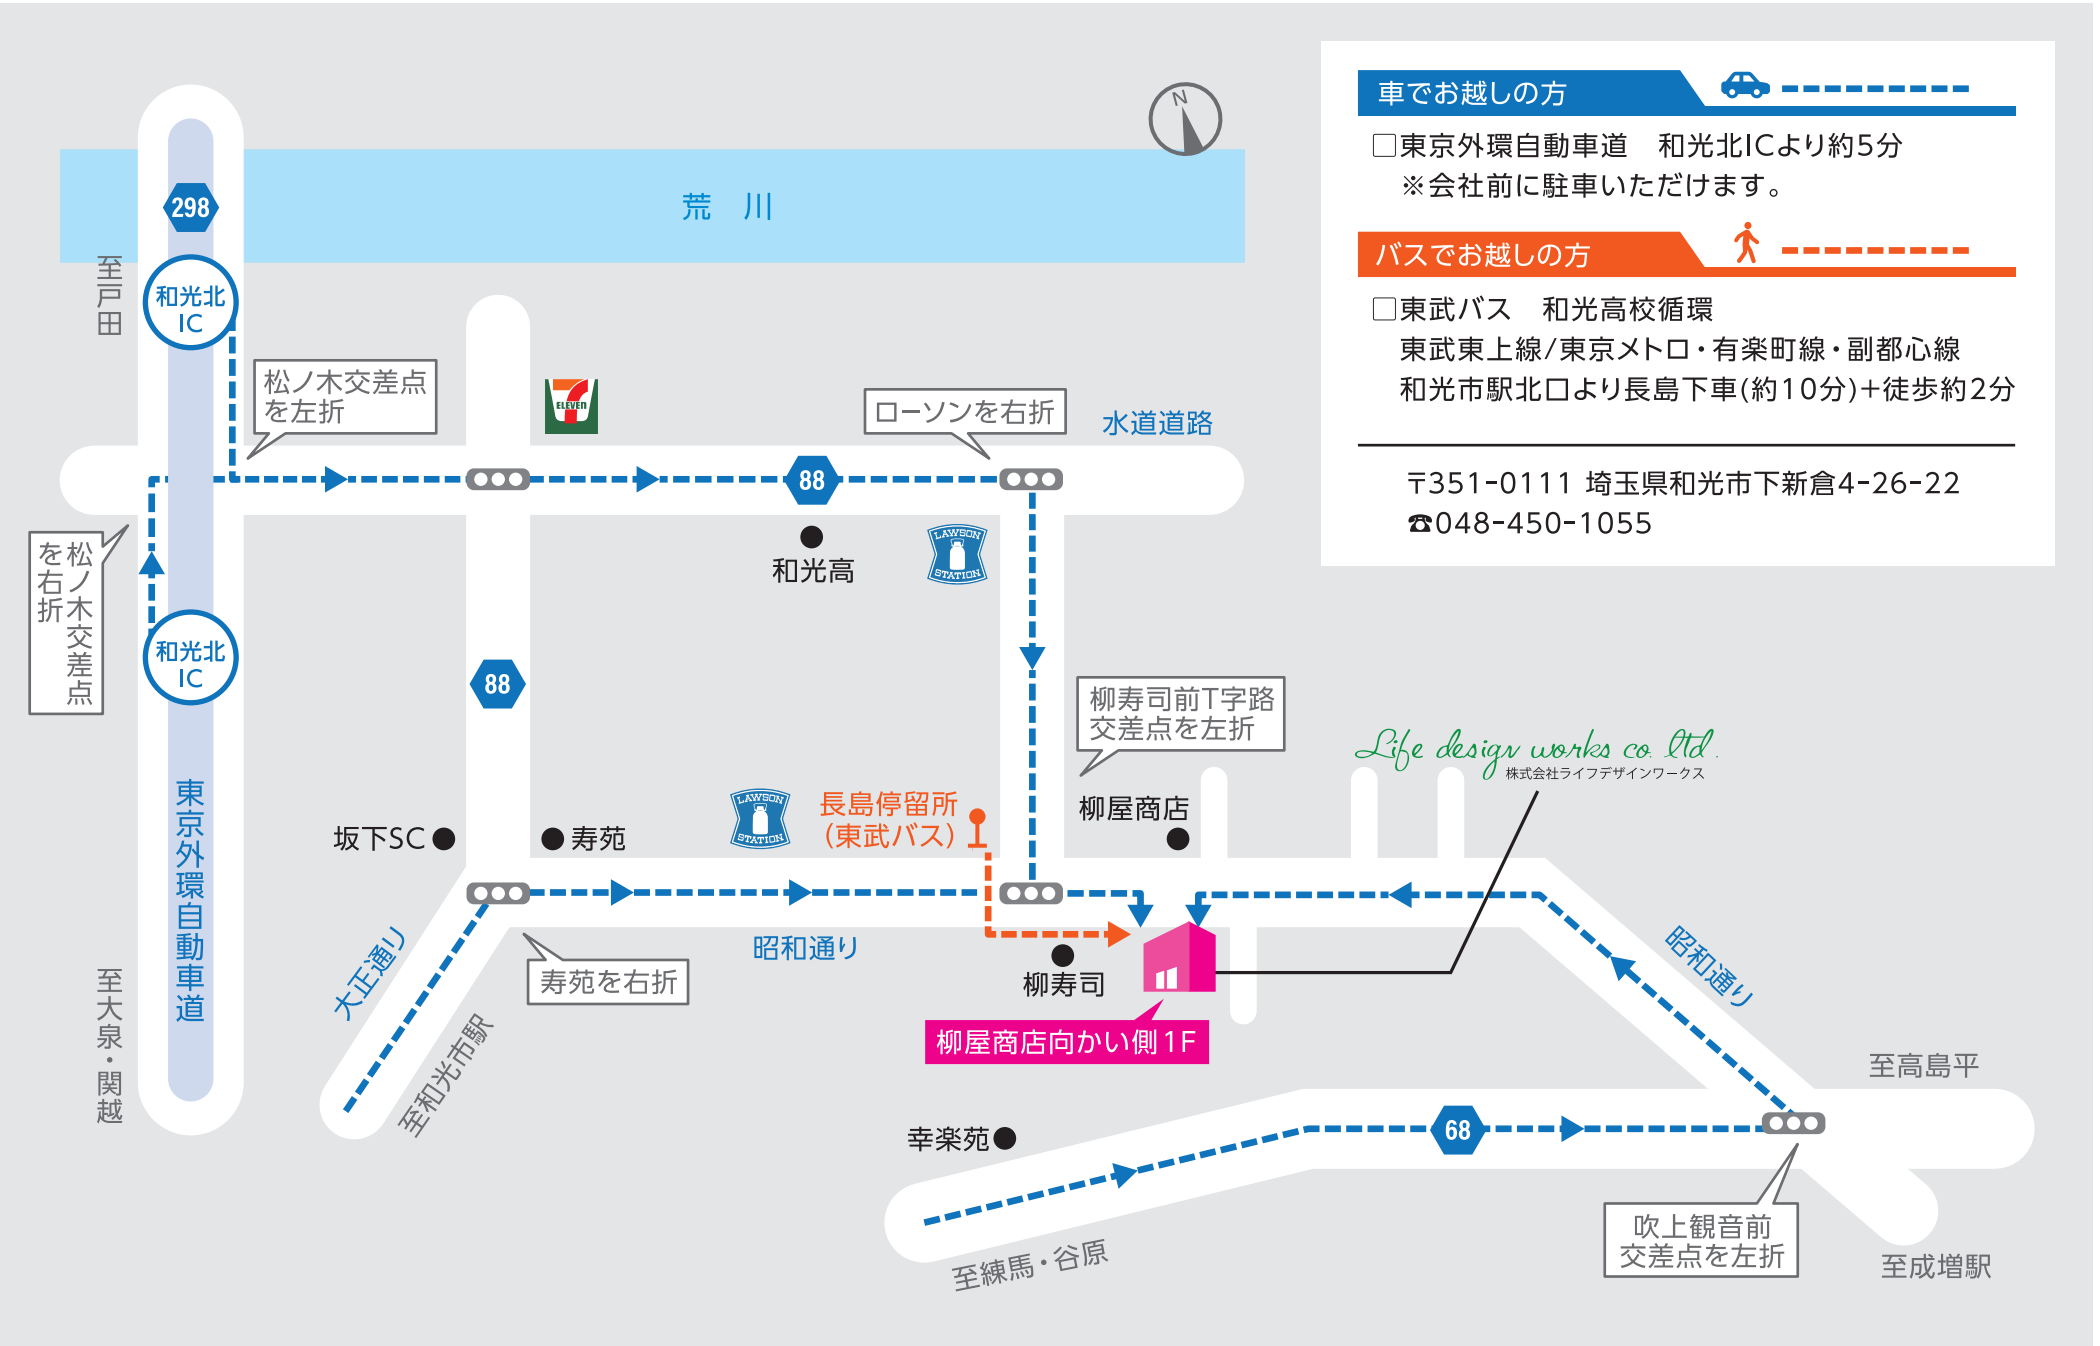 N
荒 川
298
至戸田
和光北
IC
松ノ木交差点
を左折
7
ELEVEN
ローソンを右折
水道道路
88
和光高
LAWSON
STATION
松ノ木交差点
を右折
和光北
IC
88
東京外環自動車道
至大泉・関越
坂下SC
寿苑
LAWSON
STATION
長島停留所
(東武バス)
柳寿司前T字路
交差点を左折
柳屋商店
Life design works co. ltd.
株式会社ライフデザインワークス
大正通り
至和光市駅
寿苑を右折
昭和通り
柳寿司
柳屋商店向かい側1F
昭和通り
幸楽苑
68
至練馬・谷原
至高島平
吹上観音前
交差点を左折
至成増駅
車でお越しの方
□東京外環自動車道 和光北ICより約5分
※会社前に駐車いただけます。
バスでお越しの方
□東武バス 和光高校循環
東武東上線/東京メトロ・有楽町線・副都心線
和光市駅北口より長島下車(約10分)+徒歩約2分
〒351-0111 埼玉県和光市下新倉4-26-22
☎048-450-1055